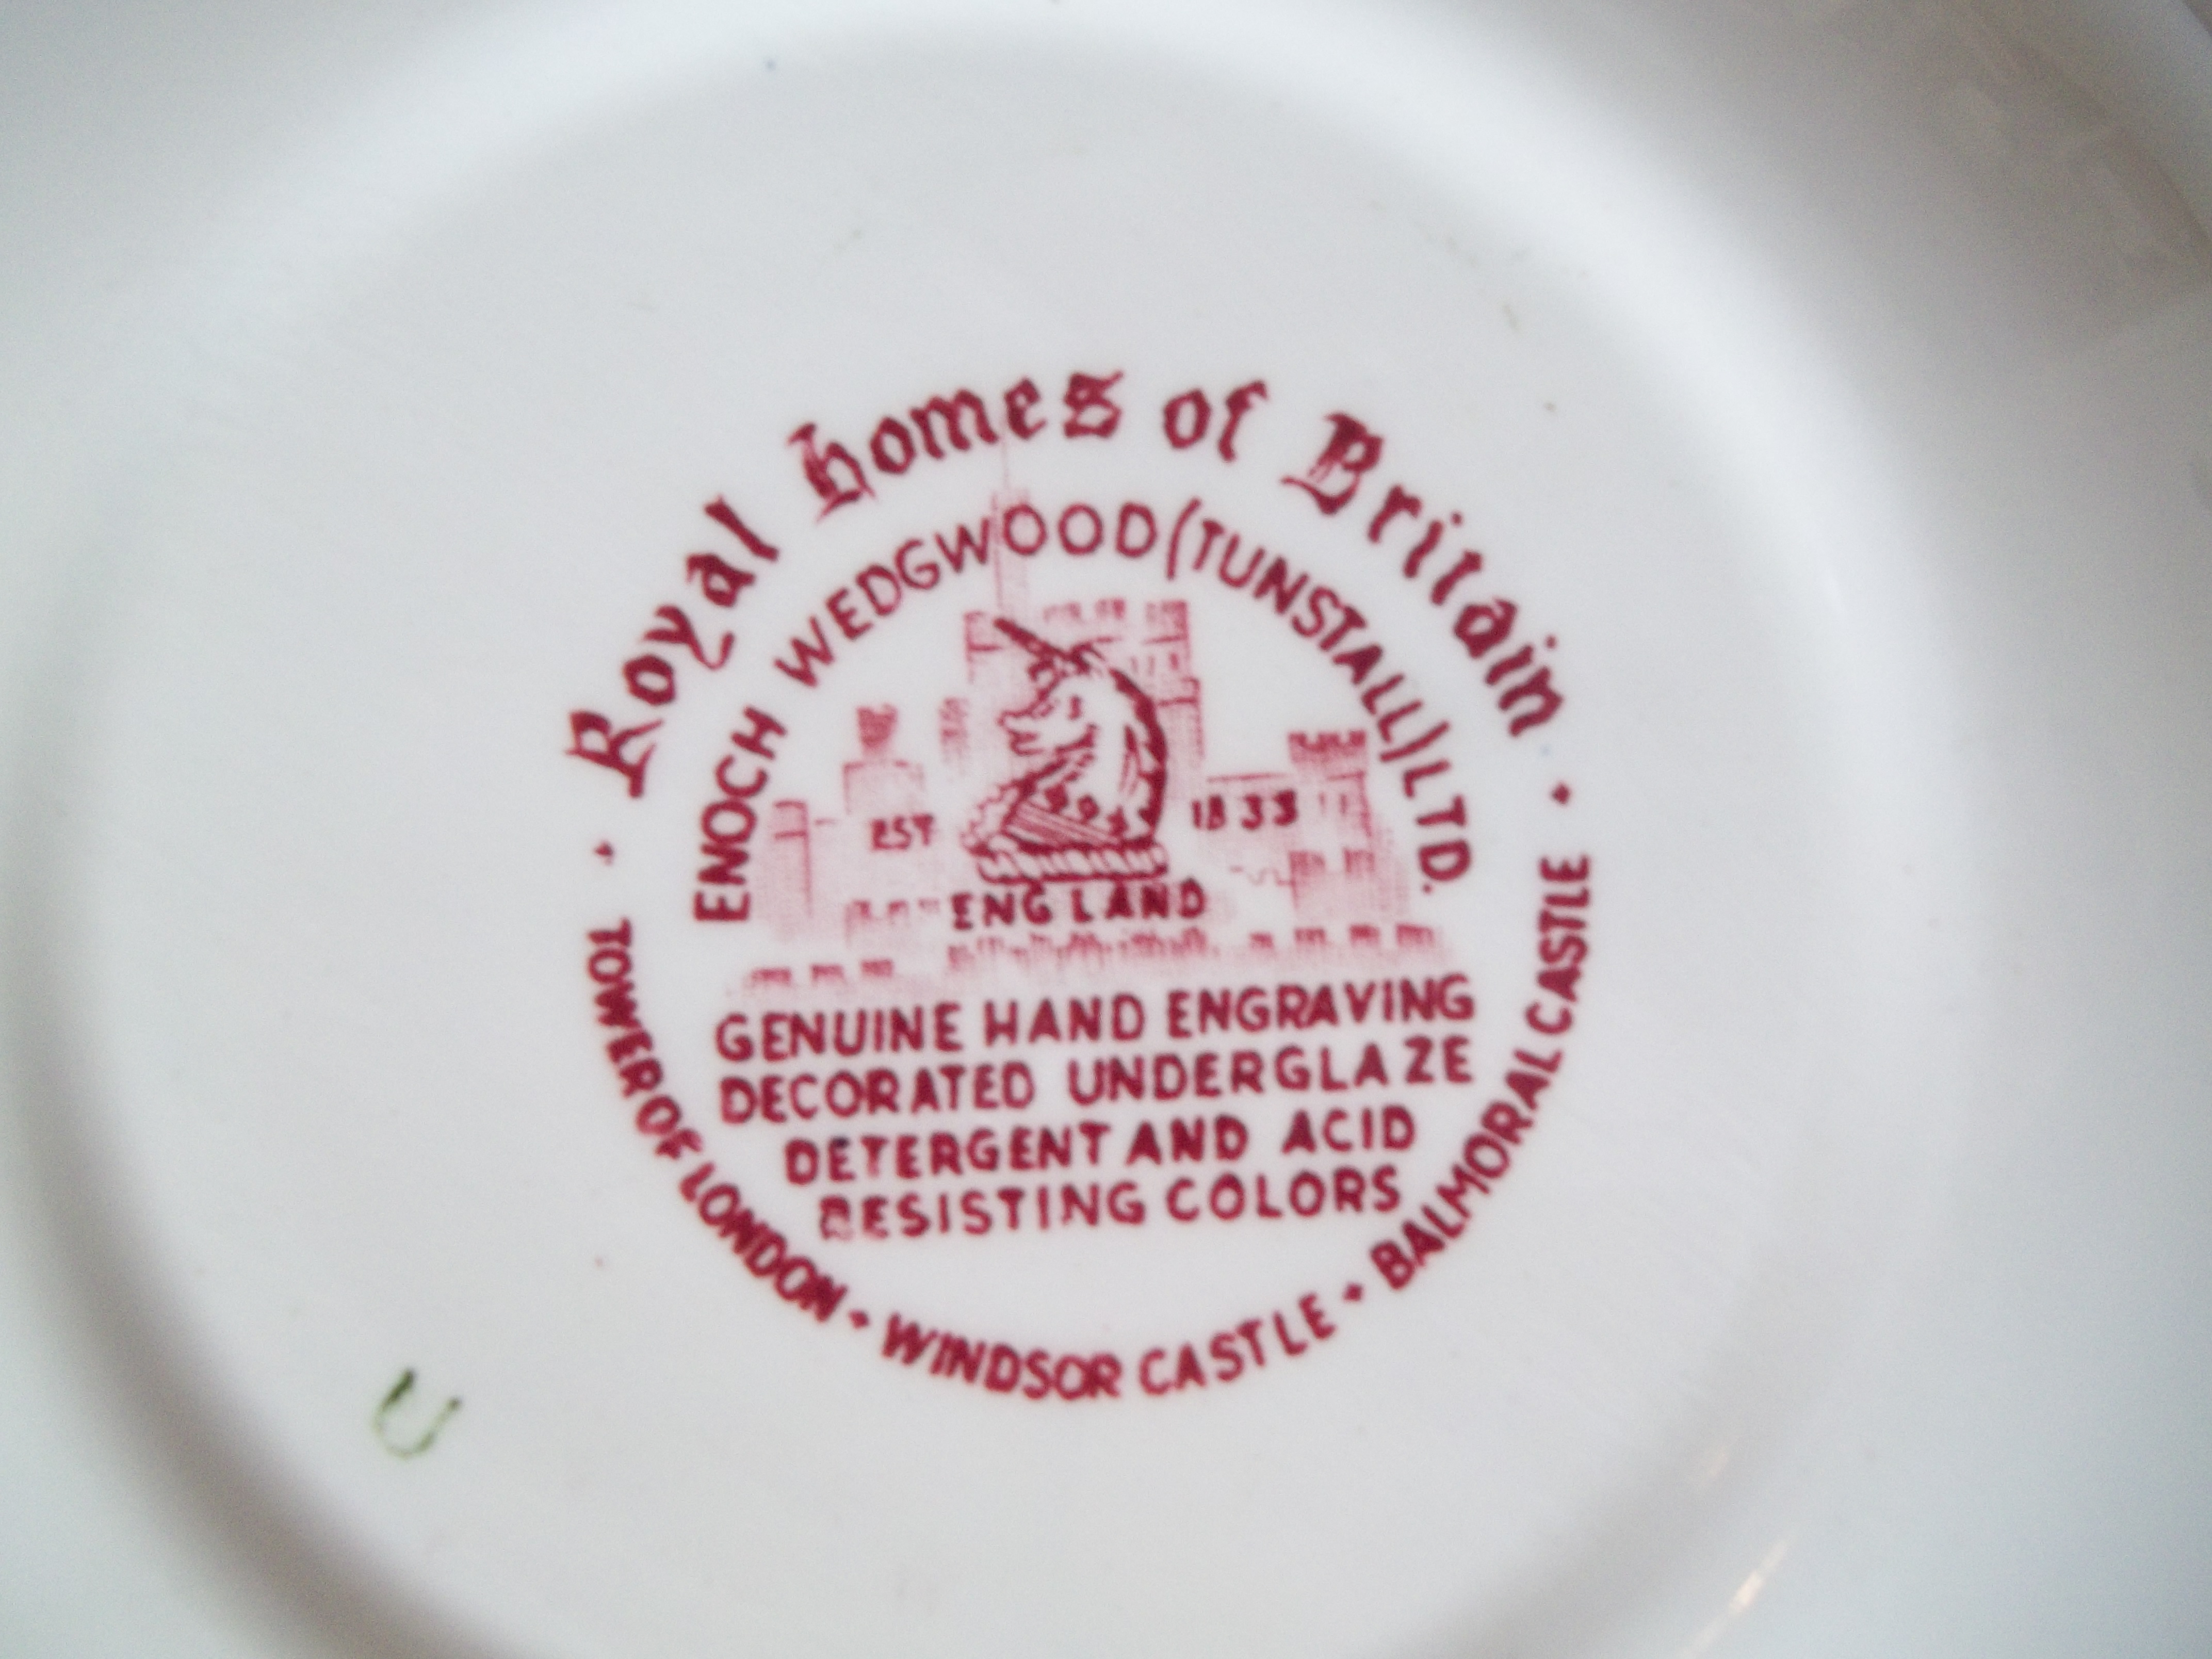 Royal homes of Britain
ENOCH WEDGWOOD (TUNSTALL) LTD.
EST 1833
ENGLAND
GENUINE HAND ENGRAVING
DECORATED UNDERGLAZE
DETERGENT AND ACID
RESISTING COLORS
TOWER OF LONDON • WINDSOR CASTLE • BALMORAL CASTLE
U